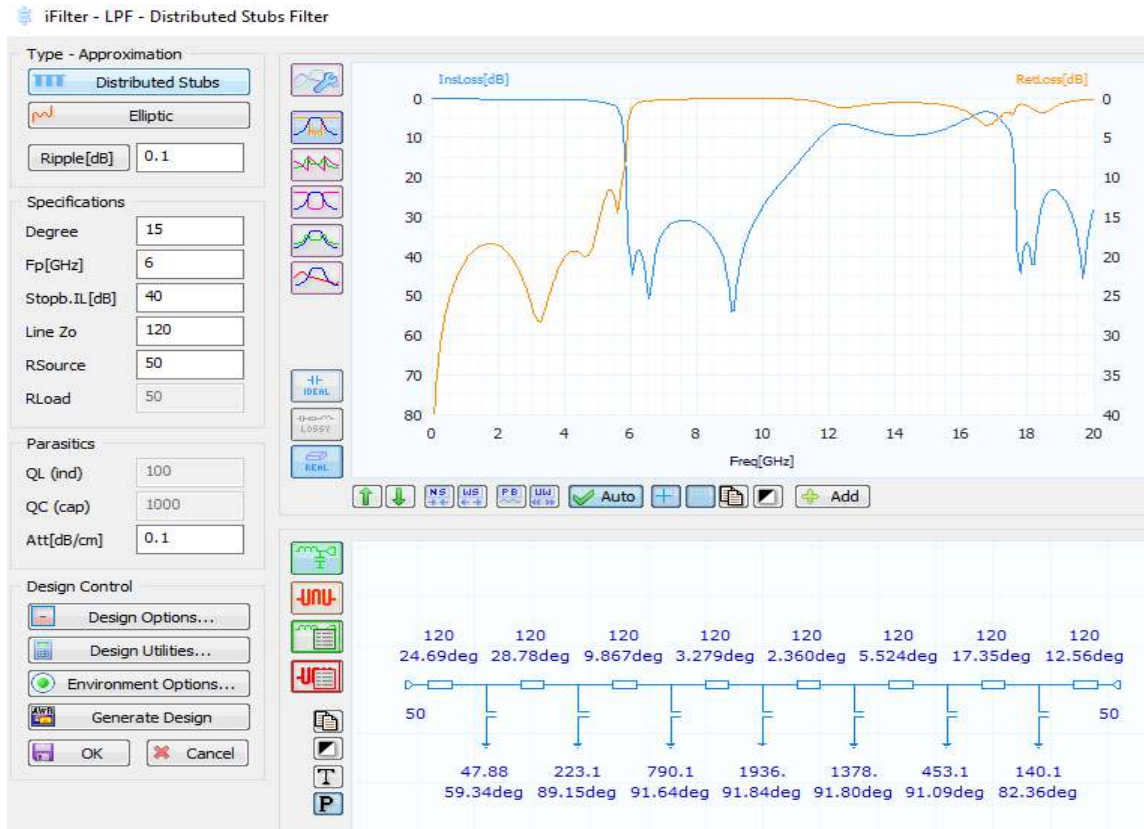 iFilter - LPF - Distributed Stubs Filter
Type - Approximation
Distributed Stubs
Elliptic
Ripple[dB] 0.1
Specifications
Degree 15
Fp[GHz] 6
Stopb.IL[dB] 40
Line Zo 120
RSource 50
RLoad 50
Parasitics
QL (ind) 100
QC (cap) 1000
Att[dB/cm] 0.1
Design Control
Design Options...
Design Utilities...
Environment Options...
AWR Generate Design
OK Cancel
IDEAL
LOSSY
REAL
InsLoss[dB] RetLoss[dB]
0 0
10 5
20 10
30 15
40 20
50 25
60 30
70 35
80 40
0 2 4 6 8 10 12 14 16 18 20
Freq[GHz]
NS WS PB UW Auto Add
T
P
120 120 120 120 120 120 120 120
24.69deg 28.78deg 9.867deg 3.279deg 2.360deg 5.524deg 17.35deg 12.56deg
50 50
47.88 223.1 790.1 1936. 1378. 453.1 140.1
59.34deg 89.15deg 91.64deg 91.84deg 91.80deg 91.09deg 82.36deg